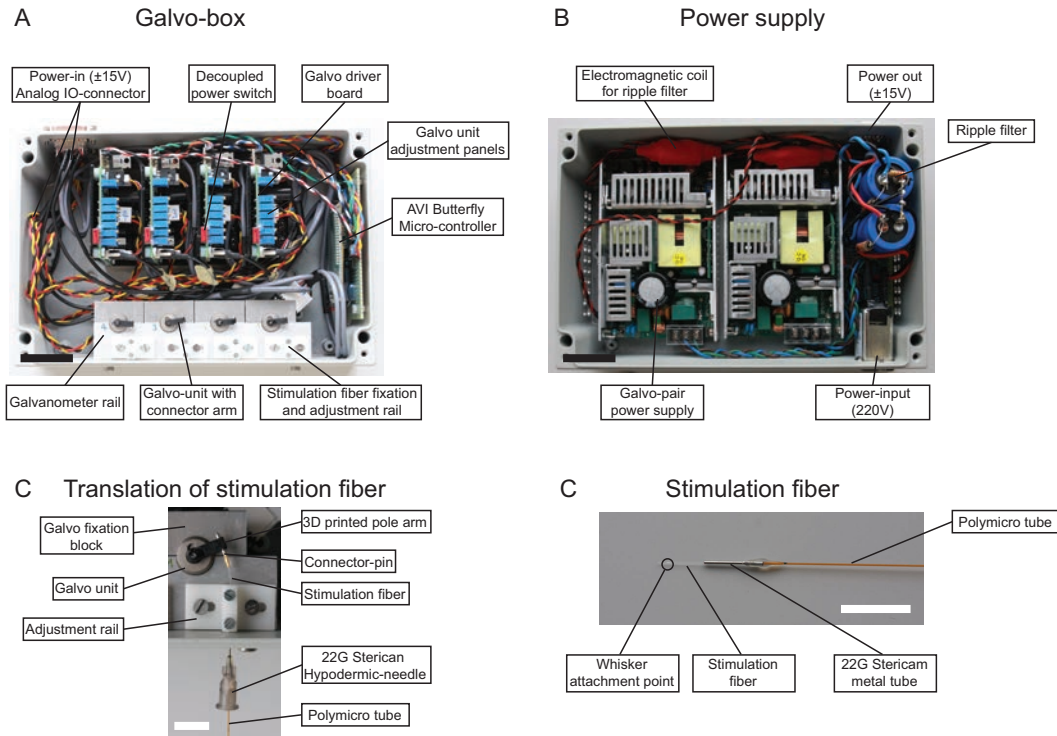 A Galvo-box
Power-in (±15V)
Analog IO-connector
Decoupled
power switch
Galvo driver
board
Galvo unit
adjustment panels
AVI Butterfly
Micro-controller
Galvanometer rail
Galvo-unit with
connector arm
Stimulation fiber fixation
and adjustment rail
B Power supply
Electromagnetic coil
for ripple filter
Power out
(±15V)
Ripple filter
Galvo-pair
power supply
Power-input
(220V)
C Translation of stimulation fiber
Galvo fixation
block
Galvo unit
Adjustment rail
3D printed pole arm
Connector-pin
Stimulation fiber
22G Sterican
Hypodermic-needle
Polymicro tube
C Stimulation fiber
Polymicro tube
Whisker
attachment point
Stimulation
fiber
22G Stericam
metal tube